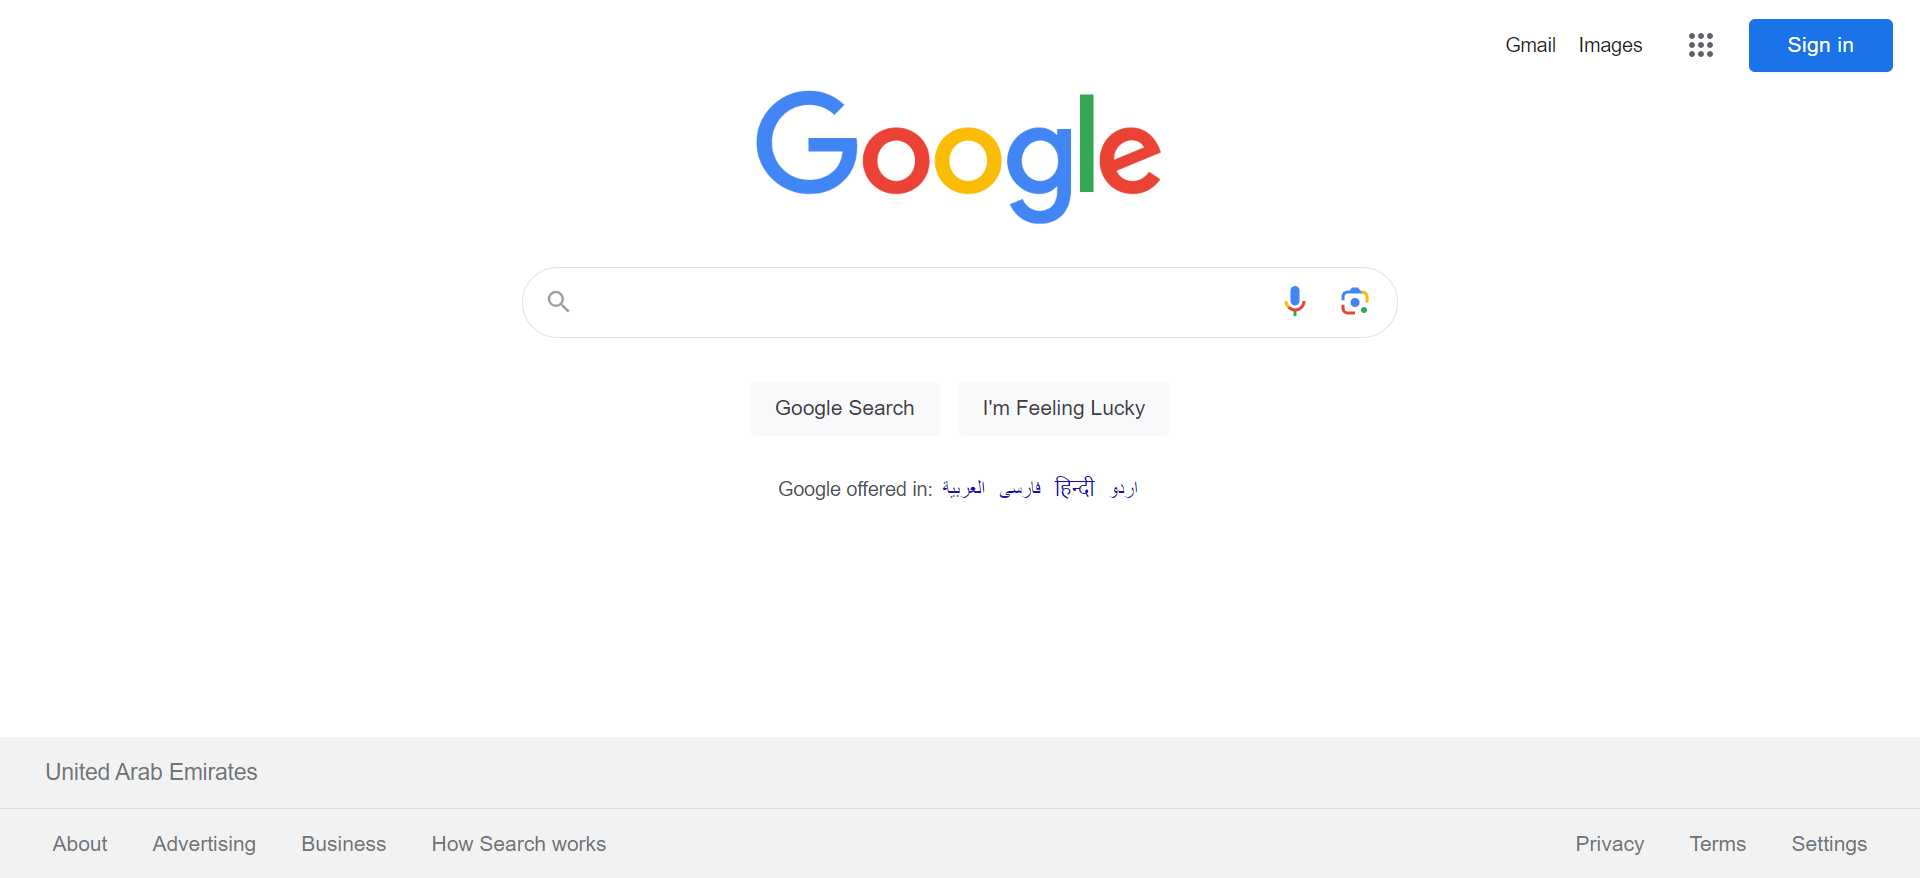 Gmail Images Sign in
Google
Google Search I'm Feeling Lucky
Google offered in: العربية فارسی हिन्दी اردو
United Arab Emirates
About Advertising Business How Search works Privacy Terms Settings